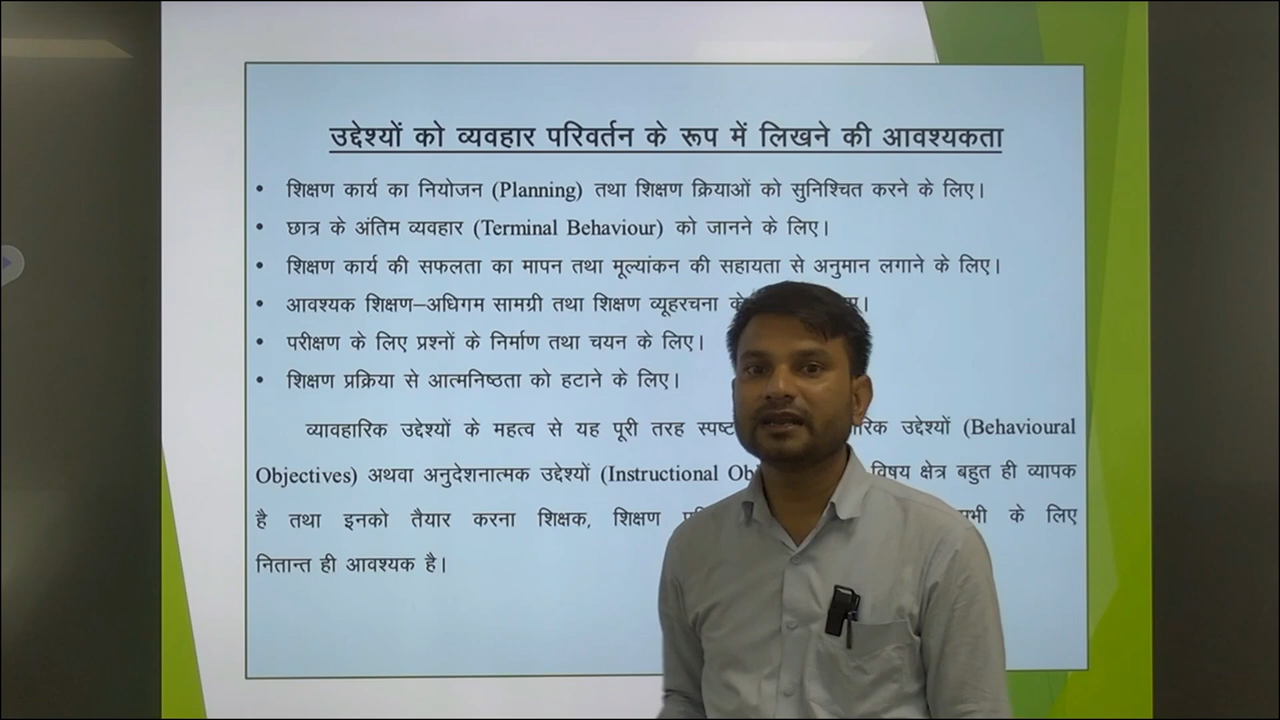 उद्देश्यों को व्यवहार परिवर्तन के रूप में लिखने की आवश्यकता
• शिक्षण कार्य का नियोजन (Planning) तथा शिक्षण क्रियाओं को सुनिश्चित करने के लिए।
• छात्र के अंतिम व्यवहार (Terminal Behaviour) को जानने के लिए।
• शिक्षण कार्य की सफलता का मापन तथा मूल्यांकन की सहायता से अनुमान लगाने के लिए।
• आवश्यक शिक्षण–अधिगम सामग्री तथा शिक्षण व्यूहरचना
• परीक्षण के लिए प्रश्नों के निर्माण तथा चयन के लिए।
• शिक्षण प्रक्रिया से आत्मनिष्ठता को हटाने के लिए।
व्यावहारिक उद्देश्यों के महत्व से यह पूरी तरह स्पष्ट उद्देश्यों (Behavioural
Objectives) अथवा अनुदेशनात्मक उद्देश्यों (Instructional विषय क्षेत्र बहुत ही व्यापक
है तथा इनको तैयार करना शिक्षक, शिक्षण के लिए
नितान्त ही आवश्यक है।